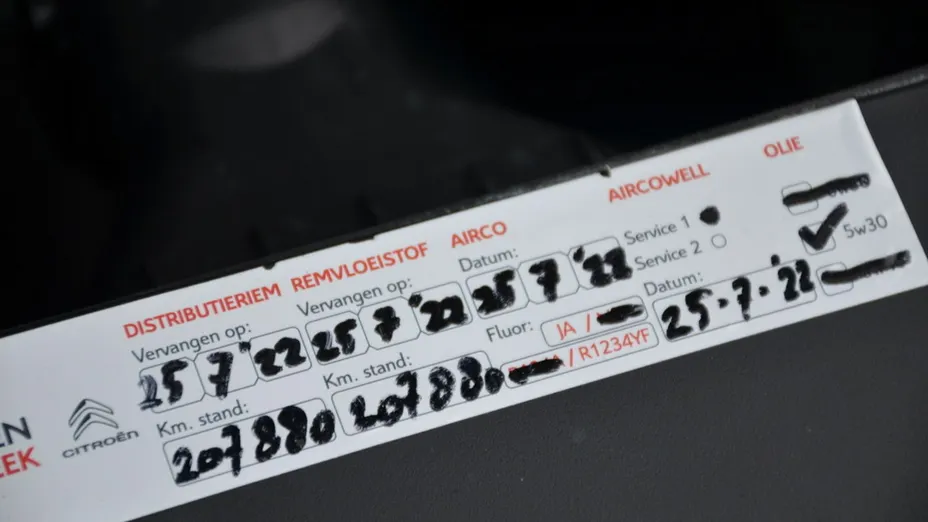 DISTRIBUTIERIEM
Vervangen op:
25 7 '22
Km. stand:
207880
REMVLOEISTOF
Vervangen op:
25 7 '22
Km. stand:
207880
AIRCO
Datum:
25 7 '22
Fluor: JA /
/ R1234YF
AIRCOWELL
Service 1
Service 2
Datum:
25.7.'22
OLIE
5w30
CITROËN
EN
EEK